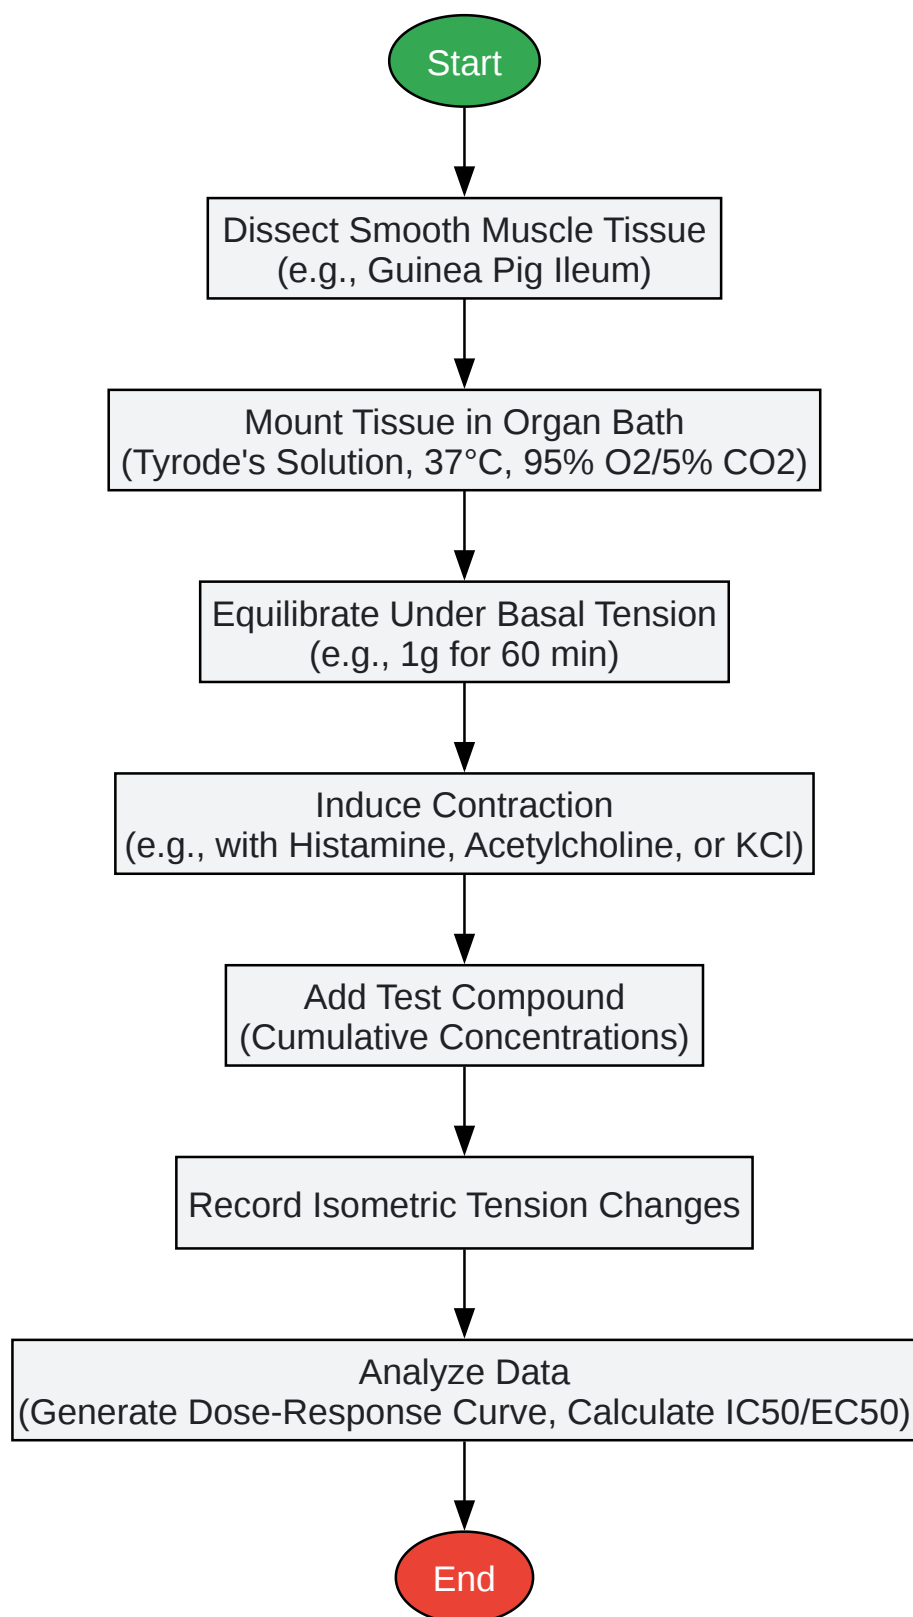 Start
Dissect Smooth Muscle Tissue
(e.g., Guinea Pig Ileum)
Mount Tissue in Organ Bath
(Tyrode's Solution, 37°C, 95% O2/5% CO2)
Equilibrate Under Basal Tension
(e.g., 1g for 60 min)
Induce Contraction
(e.g., with Histamine, Acetylcholine, or KCl)
Add Test Compound
(Cumulative Concentrations)
Record Isometric Tension Changes
Analyze Data
(Generate Dose-Response Curve, Calculate IC50/EC50)
End